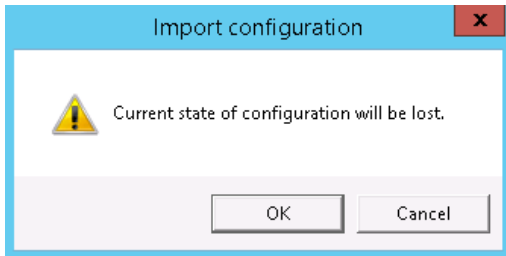 Import configuration
x
Current state of configuration will be lost.
OK
Cancel